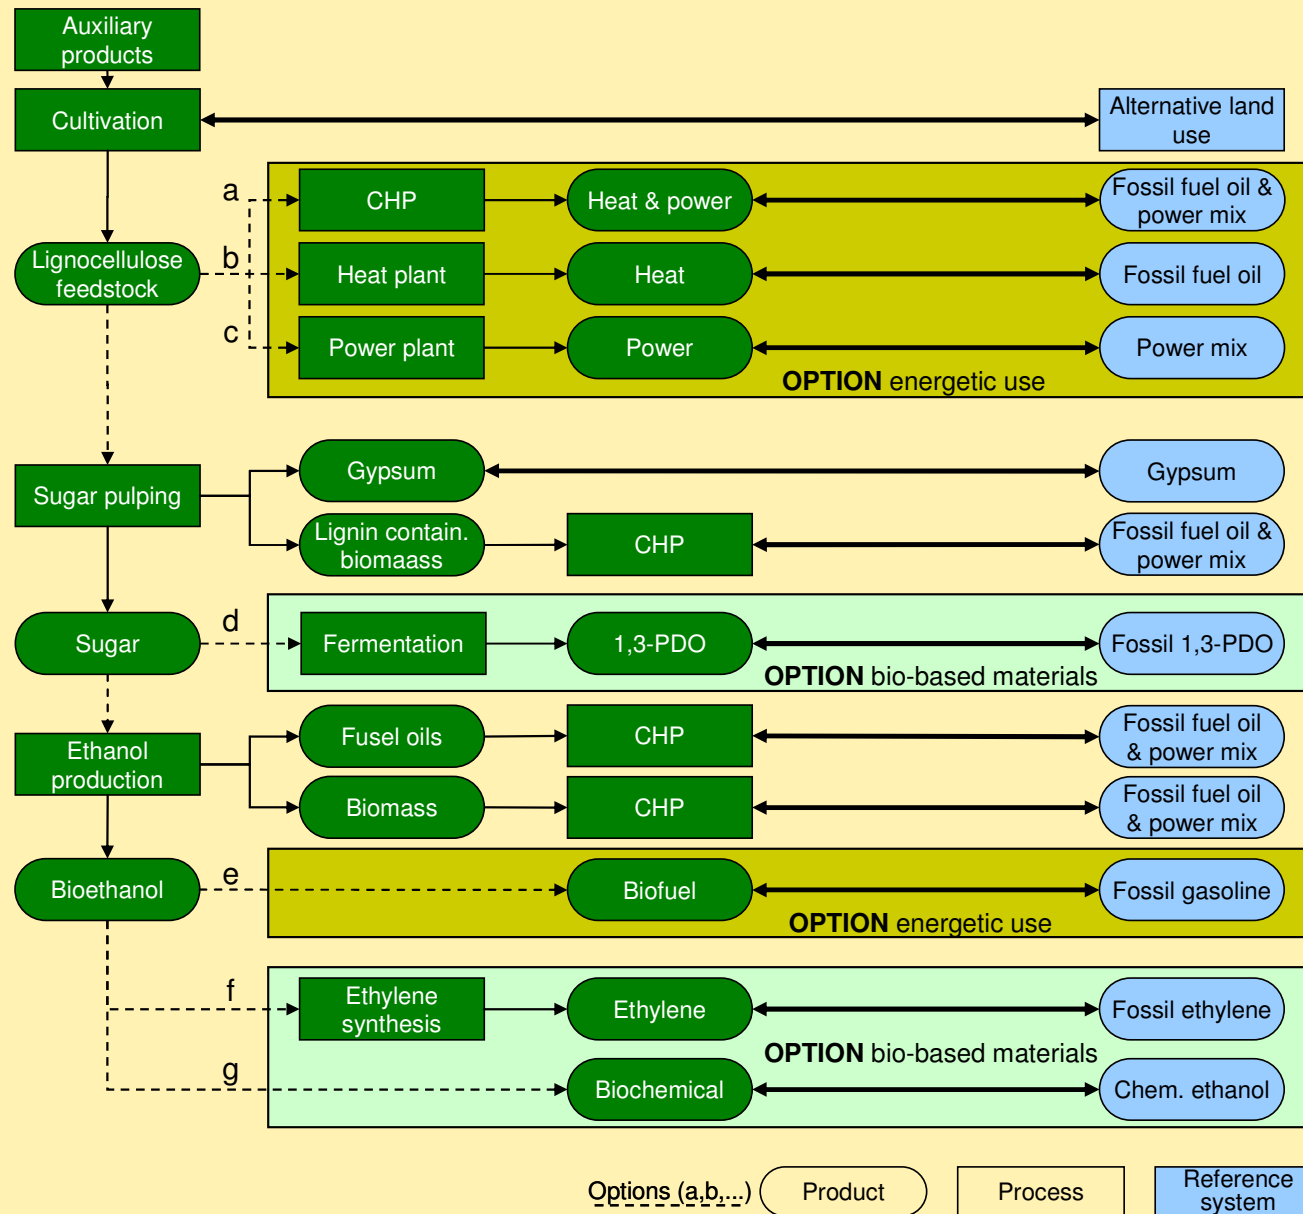 Auxiliary
products
Cultivation
Alternative land
use
a
CHP
Heat & power
Fossil fuel oil &
power mix
Lignocellulose
feedstock
b
Heat plant
Heat
Fossil fuel oil
c
Power plant
Power
Power mix
OPTION energetic use
Sugar pulping
Gypsum
Gypsum
Lignin contain.
biomaass
CHP
Fossil fuel oil &
power mix
Sugar
d
Fermentation
1,3-PDO
Fossil 1,3-PDO
OPTION bio-based materials
Ethanol
production
Fusel oils
CHP
Fossil fuel oil
& power mix
Biomass
CHP
Fossil fuel oil
& power mix
Bioethanol
e
Biofuel
Fossil gasoline
OPTION energetic use
f
Ethylene
synthesis
Ethylene
Fossil ethylene
OPTION bio-based materials
g
Biochemical
Chem. ethanol
Options (a,b,...)
Product
Process
Reference
system